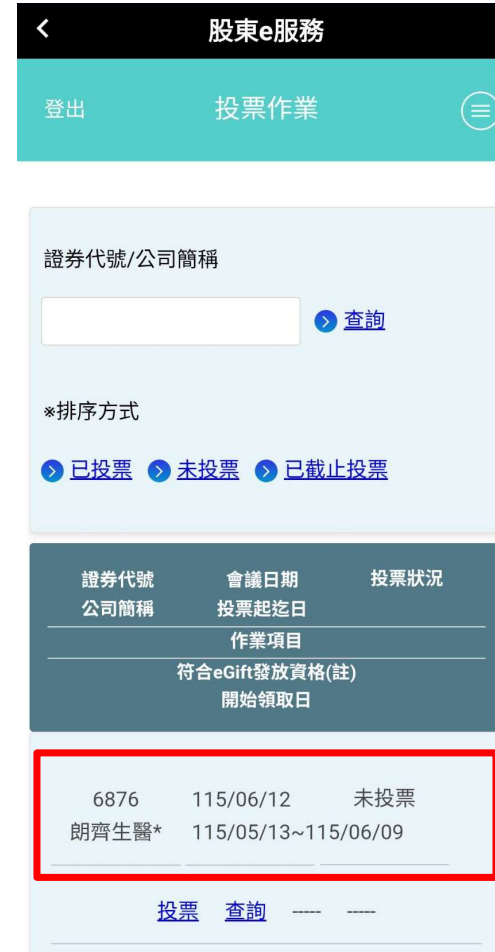 股東e服務
登出 投票作業
證券代號/公司簡稱
查詢
※排序方式
已投票 未投票 已截止投票
證券代號 會議日期 投票狀況
公司簡稱 投票起迄日
作業項目
符合eGift發放資格(註)
開始領取日
6876 115/06/12 未投票
朗齊生醫* 115/05/13~115/06/09
投票 查詢 ----- -----